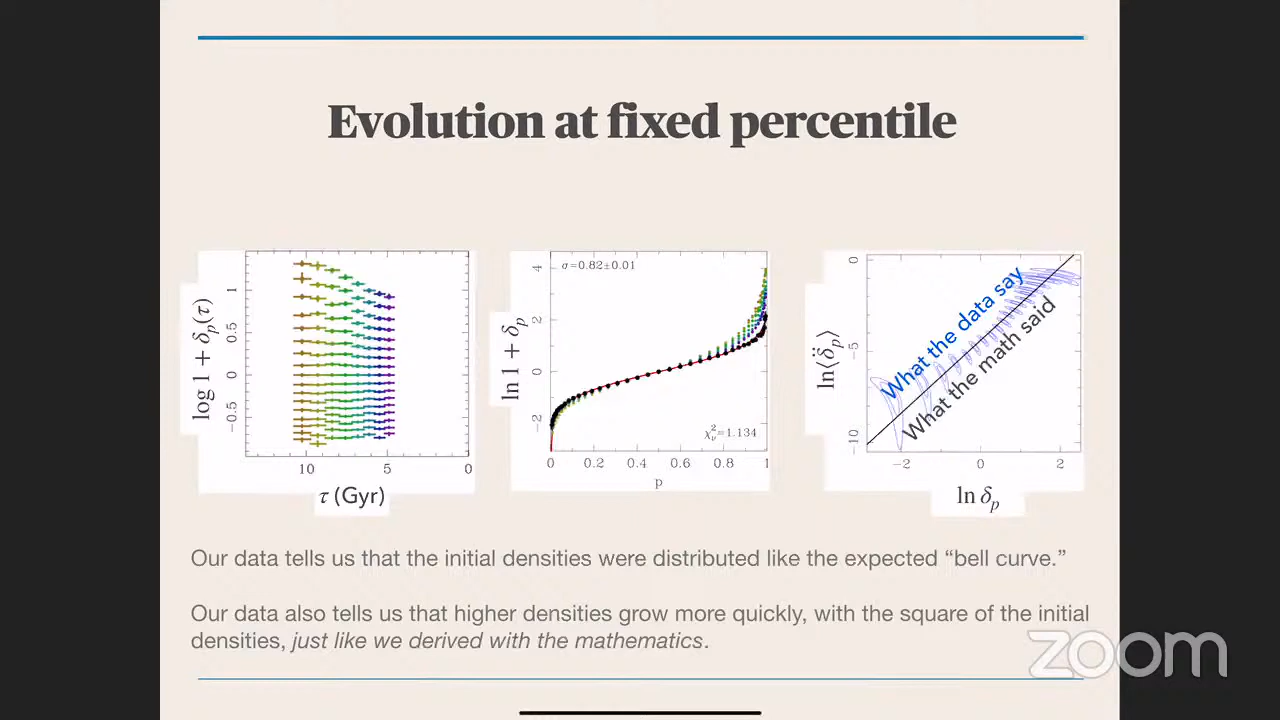 Evolution at fixed percentile
log 1 + δₚ(τ)
1
0.5
0
−0.5
10 5 0
τ (Gyr)
σ=0.82±0.01
ln 1 + δₚ
4
2
0
−2
χ²ᵥ=1.134
0 0.2 0.4 0.6 0.8 1
p
ln⟨δ̈ₚ⟩
0
−5
−10
What the data say
What the math said
−2 0 2
ln δₚ
Our data tells us that the initial densities were distributed like the expected “bell curve.”
Our data also tells us that higher densities grow more quickly, with the square of the initial
densities, just like we derived with the mathematics.
zoom